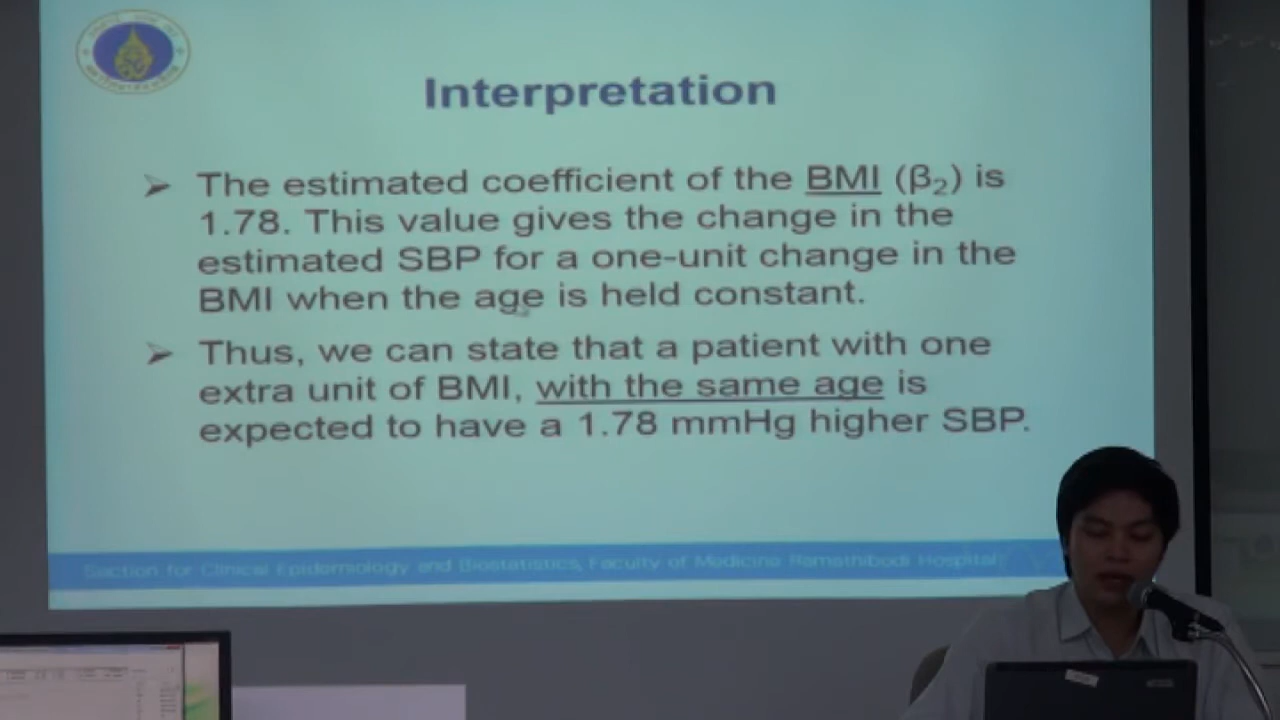 Interpretation
The estimated coefficient of the BMI (β₂) is
1.78. This value gives the change in the
estimated SBP for a one-unit change in the
BMI when the age is held constant.
Thus, we can state that a patient with one
extra unit of BMI, with the same age is
expected to have a 1.78 mmHg higher SBP.
Section for Clinical Epidemiology and Biostatistics, Faculty of Medicine Ramathibodi Hospital